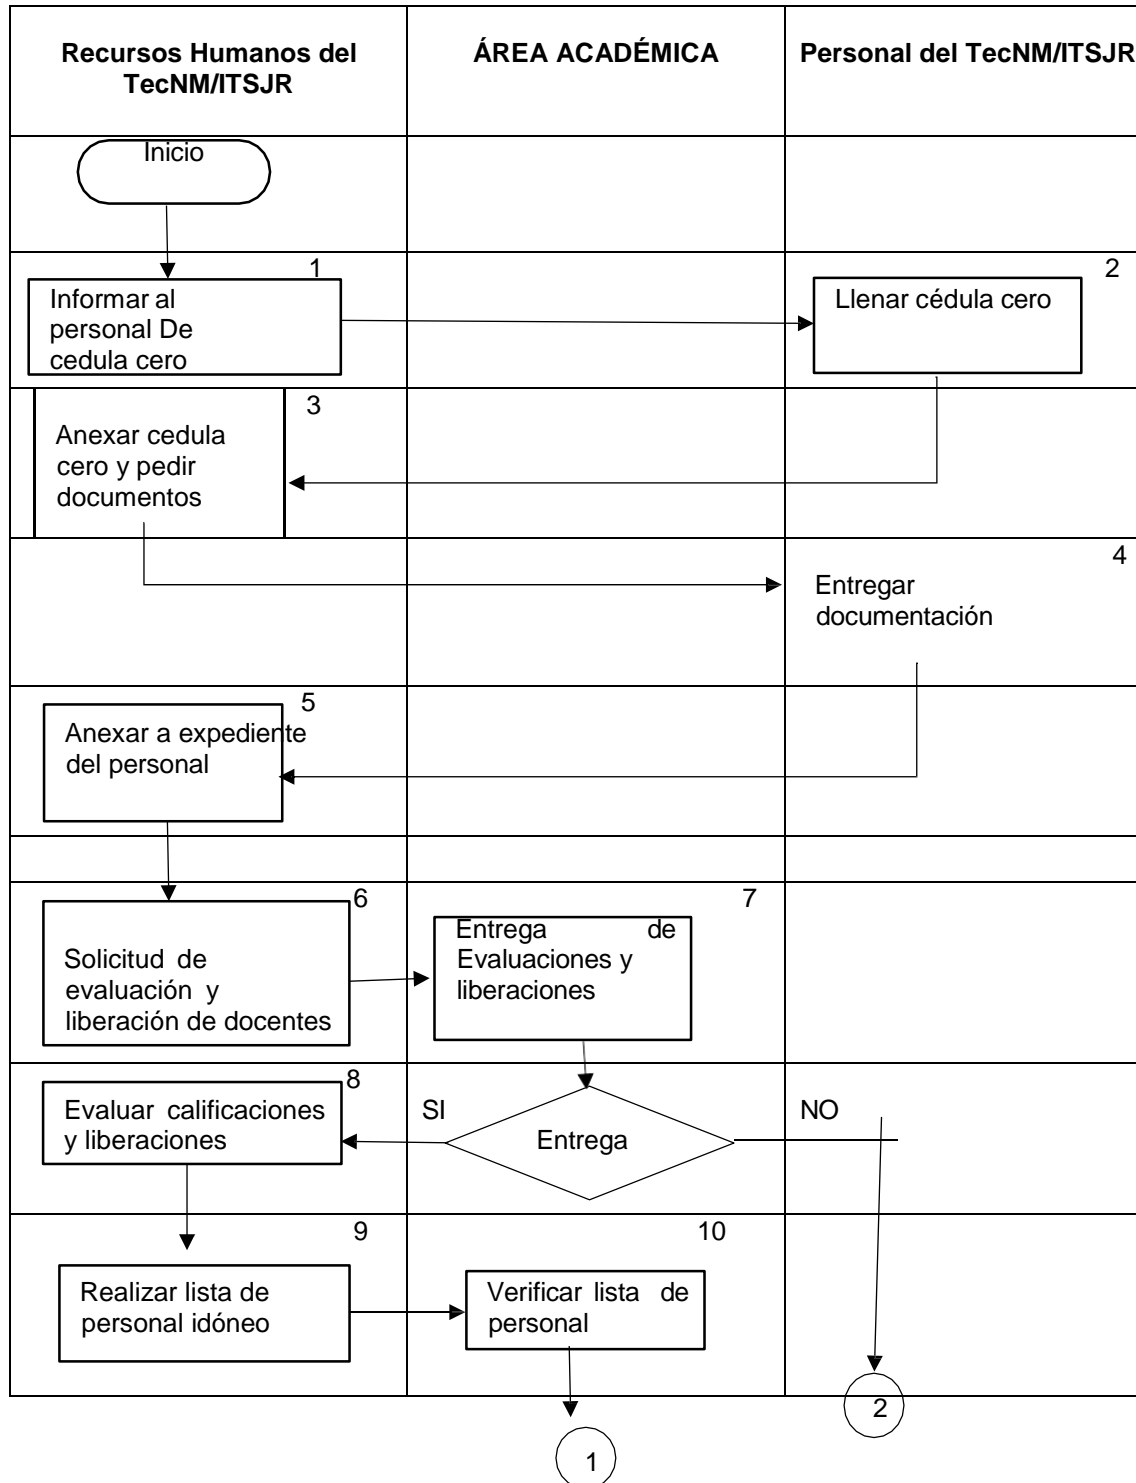 Recursos Humanos del
TecNM/ITSJR
ÁREA ACADÉMICA
Personal del TecNM/ITSJR
Inicio
1
Informar al
personal De
cedula cero
2
Llenar cédula cero
3
Anexar cedula
cero y pedir
documentos
4
Entregar
documentación
5
Anexar a expediente
del personal
6
Solicitud de
evaluación y
liberación de docentes
7
Entrega de
Evaluaciones y
liberaciones
8
Evaluar calificaciones
y liberaciones
SI
Entrega
NO
9
Realizar lista de
personal idóneo
10
Verificar lista de
personal
2
1